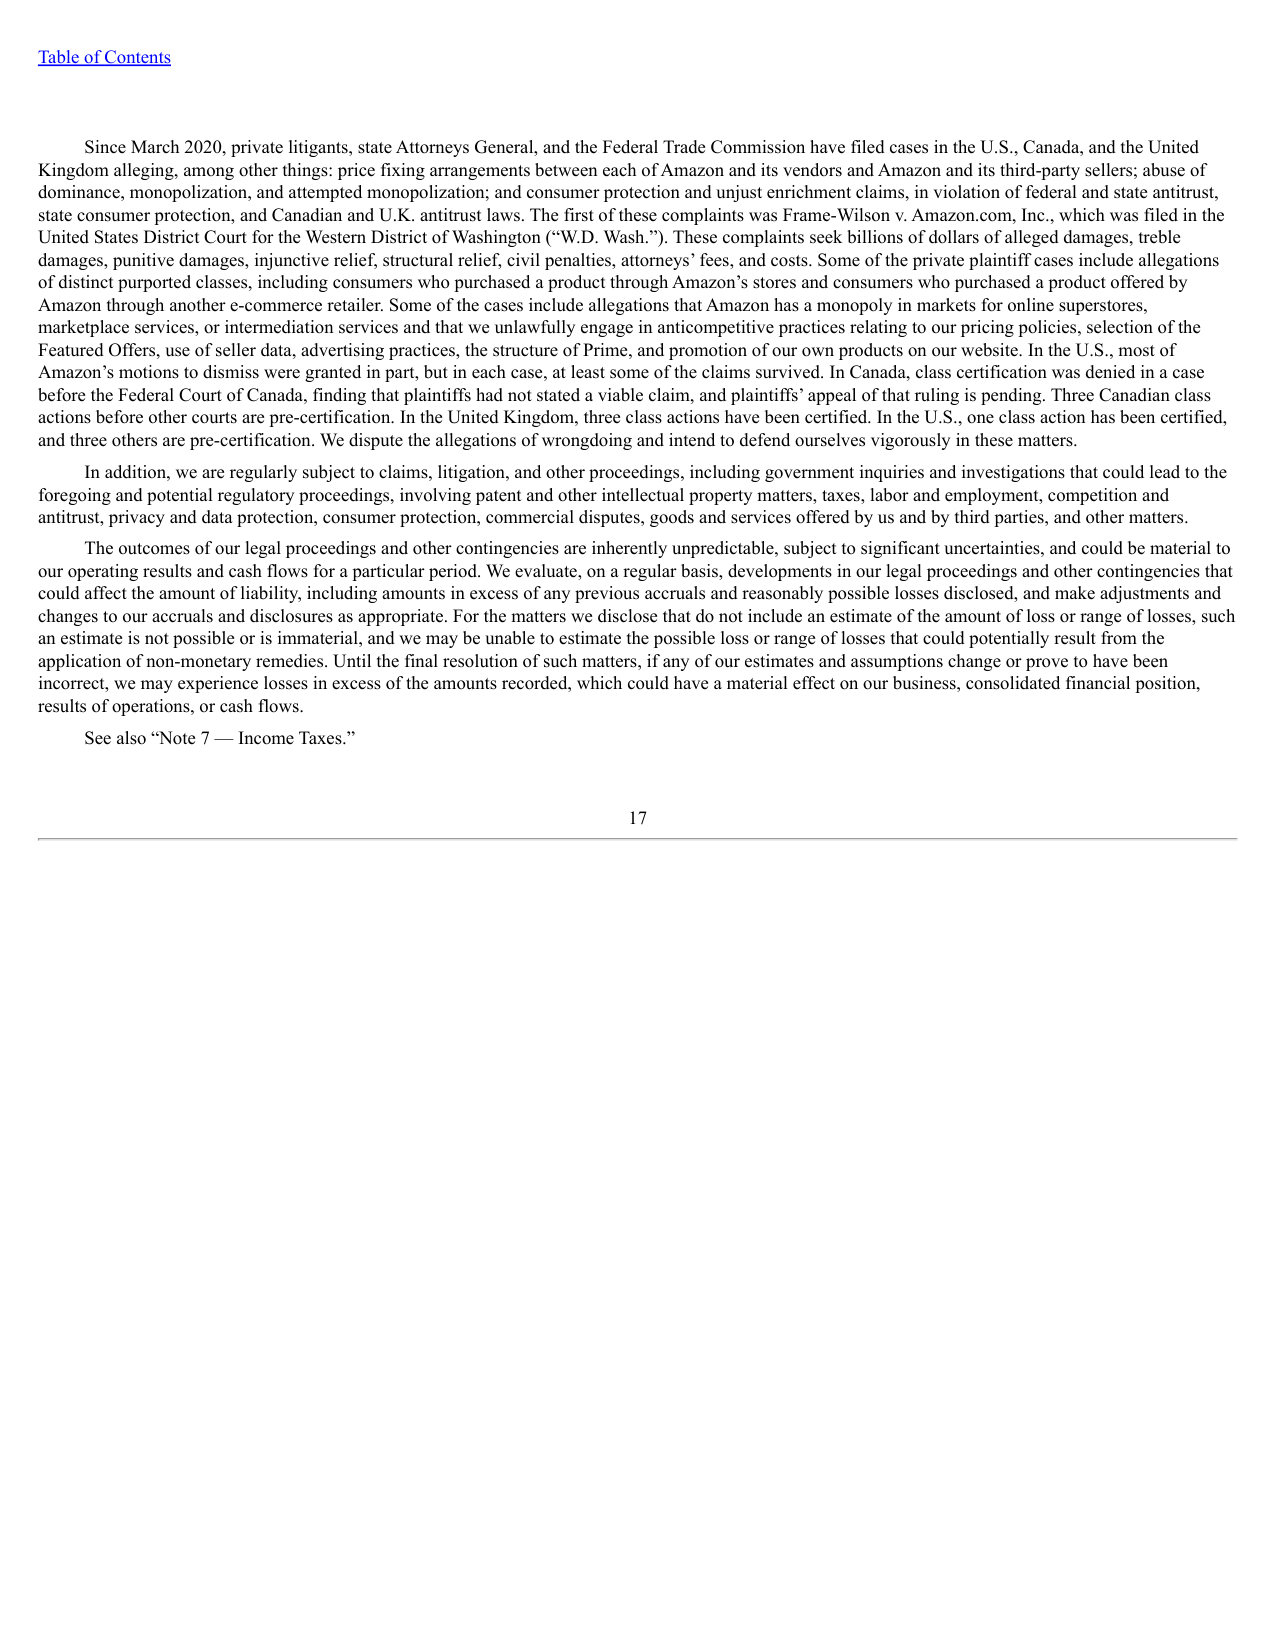 Table of Contents
Since March 2020, private litigants, state Attorneys General, and the Federal Trade Commission have filed cases in the U.S., Canada, and the United
Kingdom alleging, among other things: price fixing arrangements between each of Amazon and its vendors and Amazon and its third-party sellers; abuse of
dominance, monopolization, and attempted monopolization; and consumer protection and unjust enrichment claims, in violation of federal and state antitrust,
state consumer protection, and Canadian and U.K. antitrust laws. The first of these complaints was Frame-Wilson v. Amazon.com, Inc., which was filed in the
United States District Court for the Western District of Washington (“W.D. Wash.”). These complaints seek billions of dollars of alleged damages, treble
damages, punitive damages, injunctive relief, structural relief, civil penalties, attorneys’ fees, and costs. Some of the private plaintiff cases include allegations
of distinct purported classes, including consumers who purchased a product through Amazon’s stores and consumers who purchased a product offered by
Amazon through another e-commerce retailer. Some of the cases include allegations that Amazon has a monopoly in markets for online superstores,
marketplace services, or intermediation services and that we unlawfully engage in anticompetitive practices relating to our pricing policies, selection of the
Featured Offers, use of seller data, advertising practices, the structure of Prime, and promotion of our own products on our website. In the U.S., most of
Amazon’s motions to dismiss were granted in part, but in each case, at least some of the claims survived. In Canada, class certification was denied in a case
before the Federal Court of Canada, finding that plaintiffs had not stated a viable claim, and plaintiffs’ appeal of that ruling is pending. Three Canadian class
actions before other courts are pre-certification. In the United Kingdom, three class actions have been certified. In the U.S., one class action has been certified,
and three others are pre-certification. We dispute the allegations of wrongdoing and intend to defend ourselves vigorously in these matters.
In addition, we are regularly subject to claims, litigation, and other proceedings, including government inquiries and investigations that could lead to the
foregoing and potential regulatory proceedings, involving patent and other intellectual property matters, taxes, labor and employment, competition and
antitrust, privacy and data protection, consumer protection, commercial disputes, goods and services offered by us and by third parties, and other matters.
The outcomes of our legal proceedings and other contingencies are inherently unpredictable, subject to significant uncertainties, and could be material to
our operating results and cash flows for a particular period. We evaluate, on a regular basis, developments in our legal proceedings and other contingencies that
could affect the amount of liability, including amounts in excess of any previous accruals and reasonably possible losses disclosed, and make adjustments and
changes to our accruals and disclosures as appropriate. For the matters we disclose that do not include an estimate of the amount of loss or range of losses, such
an estimate is not possible or is immaterial, and we may be unable to estimate the possible loss or range of losses that could potentially result from the
application of non-monetary remedies. Until the final resolution of such matters, if any of our estimates and assumptions change or prove to have been
incorrect, we may experience losses in excess of the amounts recorded, which could have a material effect on our business, consolidated financial position,
results of operations, or cash flows.
See also “Note 7 — Income Taxes.”
17